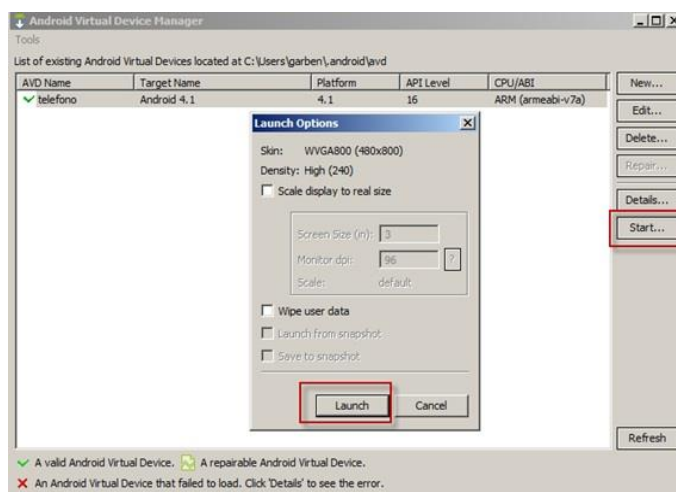 Android Virtual Device Manager
Tools
List of existing Android Virtual Devices located at C:\Users\garben\.android\avd
AVD Name Target Name Platform API Level CPU/ABI
telefono Android 4.1 4.1 16 ARM (armeabi-v7a)
New...
Edit...
Delete...
Repair...
Details...
Start...
Refresh
Launch Options
Skin: WVGA800 (480x800)
Density: High (240)
Scale display to real size
Screen Size (in): 3
Monitor dpi: 96 ?
Scale: default
Wipe user data
Launch from snapshot
Save to snapshot
Launch Cancel
A valid Android Virtual Device. A repairable Android Virtual Device.
An Android Virtual Device that failed to load. Click 'Details' to see the error.